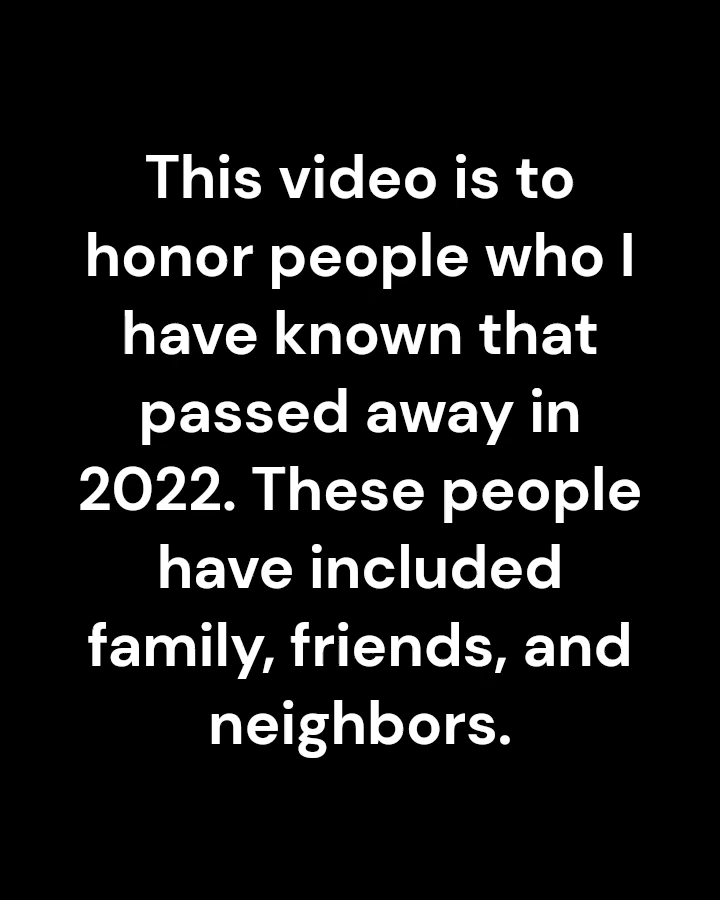 This video is to
honor people who I
have known that
passed away in
2022. These people
have included
family, friends, and
neighbors.